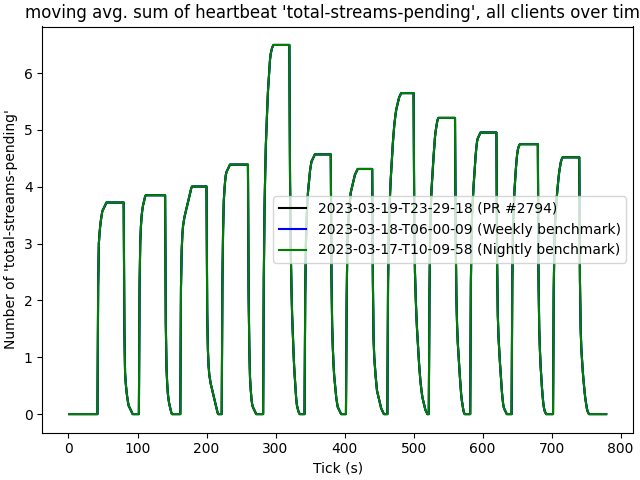 moving avg. sum of heartbeat 'total-streams-pending', all clients over tim
Number of 'total-streams-pending'
6
5
4
3
2
1
0
2023-03-19-T23-29-18 (PR #2794)
2023-03-18-T06-00-09 (Weekly benchmark)
2023-03-17-T10-09-58 (Nightly benchmark)
0 100 200 300 400 500 600 700 800
Tick (s)